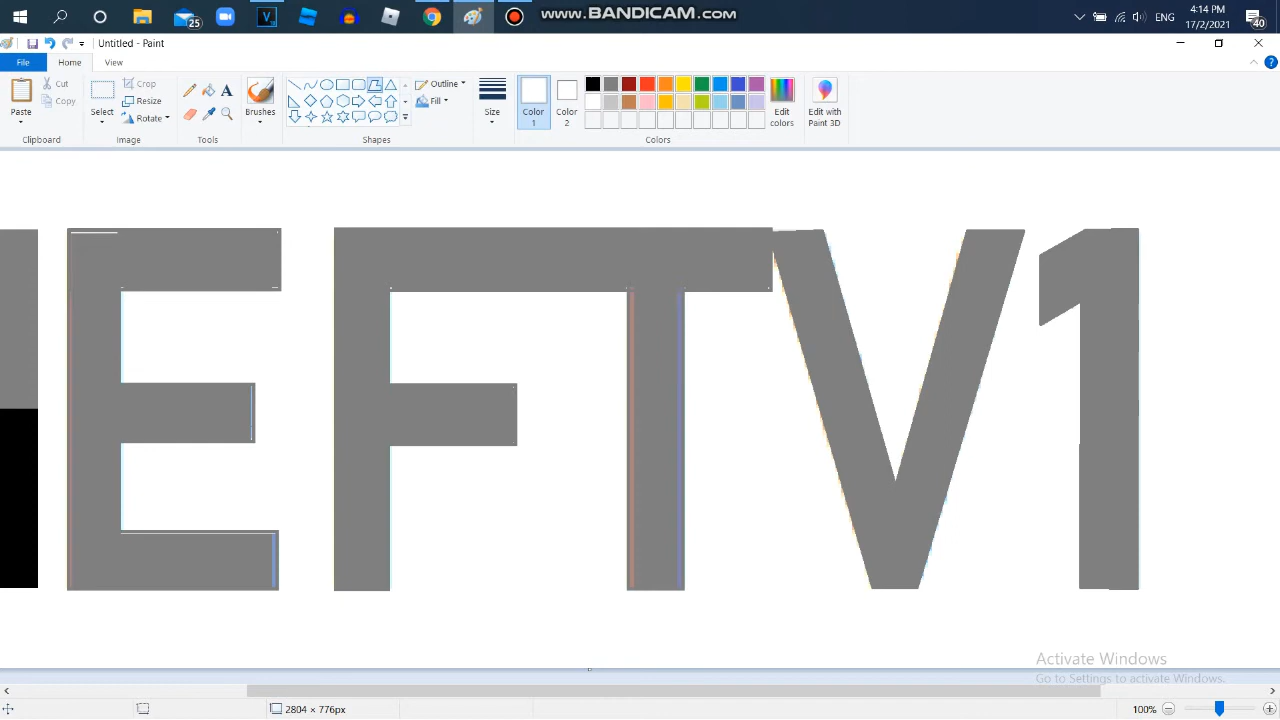 25
www.BANDICAM.com
ENG
4:14 PM
17/2/2021
40
Untitled - Paint
File
Home
View
Paste
Cut
Copy
Select
Crop
Resize
Rotate
Brushes
Outline
Fill
Size
Color 1
Color 2
Edit colors
Edit with Paint 3D
Clipboard
Image
Tools
Shapes
Colors
EFTV1
Activate Windows
Go to Settings to activate Windows.
2804 × 776px
100%